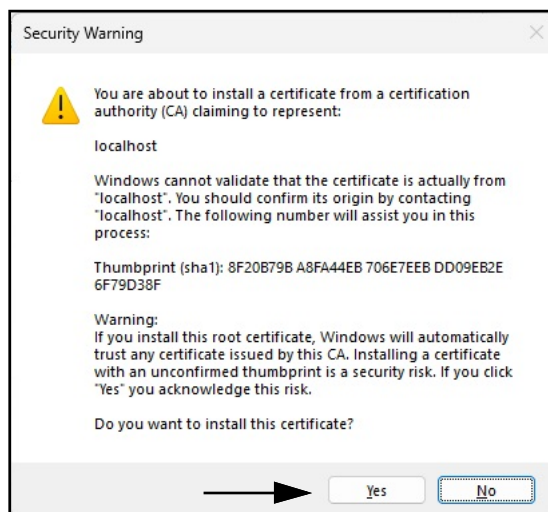 Security Warning
You are about to install a certificate from a certification
authority (CA) claiming to represent:
localhost
Windows cannot validate that the certificate is actually from
"localhost". You should confirm its origin by contacting
"localhost". The following number will assist you in this
process:
Thumbprint (sha1): 8F20B79B A8FA44EB 706E7EEB DD09EB2E
6F79D38F
Warning:
If you install this root certificate, Windows will automatically
trust any certificate issued by this CA. Installing a certificate
with an unconfirmed thumbprint is a security risk. If you click
"Yes" you acknowledge this risk.
Do you want to install this certificate?
Yes No